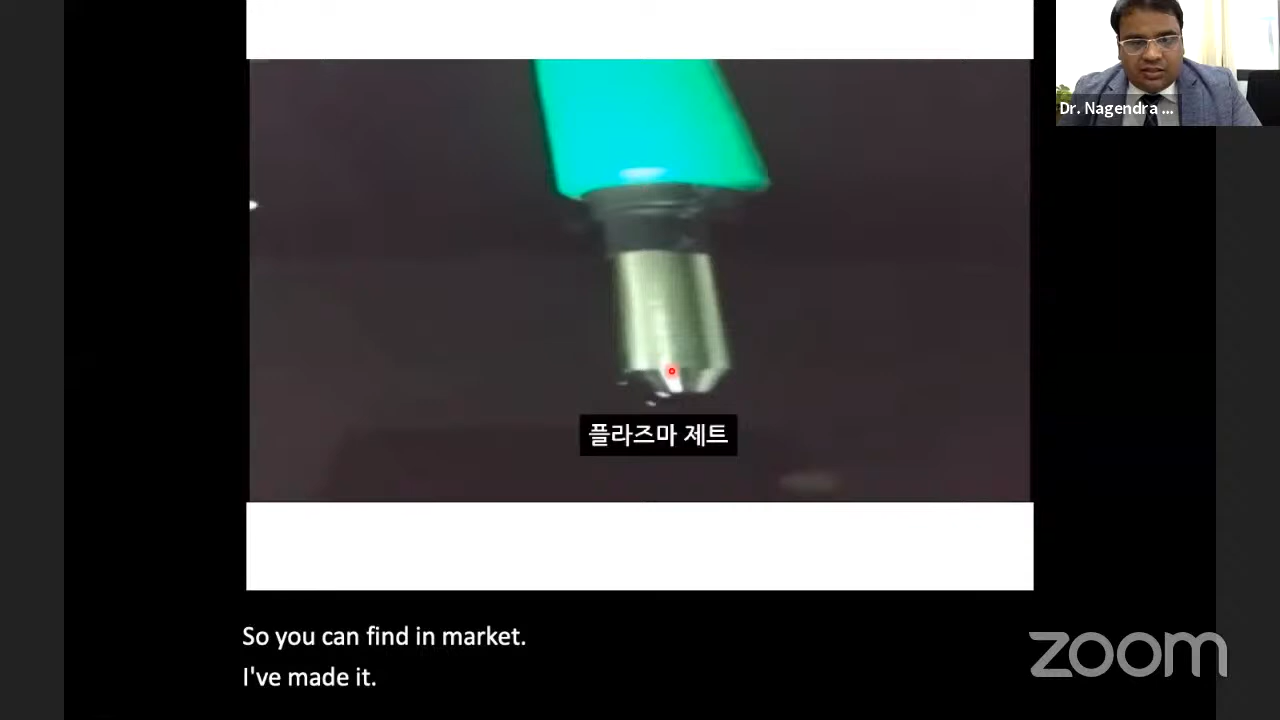 Dr. Nagendra ...
플라즈마 제트
So you can find in market.
I've made it.
zoom